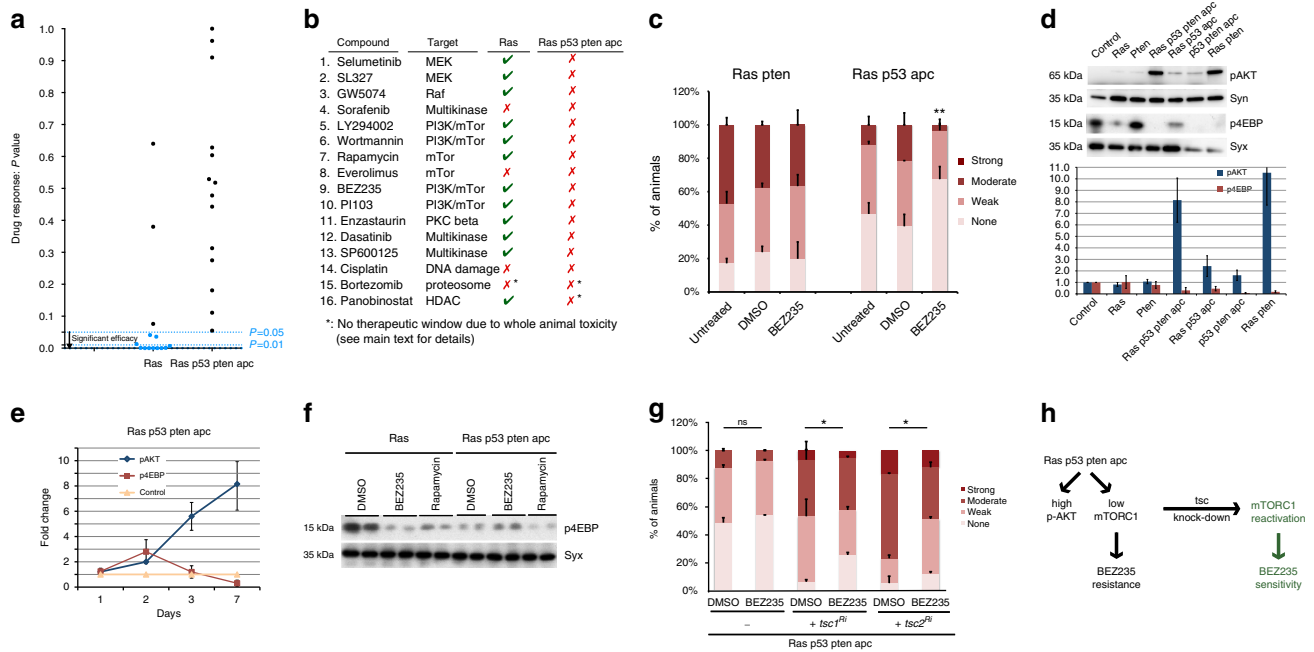 a
Drug response: P value
1.0
0.9
0.8
0.7
0.6
0.5
0.4
0.3
0.2
0.1
0.0
Significant efficacy
P=0.05
P=0.01
Ras
Ras p53 pten apc
b
Compound Target Ras Ras p53 pten apc
1. Selumetinib MEK ✔ ✗
2. SL327 MEK ✔ ✗
3. GW5074 Raf ✔ ✗
4. Sorafenib Multikinase ✗ ✗
5. LY294002 PI3K/mTor ✔ ✗
6. Wortmannin PI3K/mTor ✔ ✗
7. Rapamycin mTor ✔ ✗
8. Everolimus mTor ✗ ✗
9. BEZ235 PI3K/mTor ✔ ✗
10. PI103 PI3K/mTor ✔ ✗
11. Enzastaurin PKC beta ✔ ✗
12. Dasatinib Multikinase ✔ ✗
13. SP600125 Multikinase ✔ ✗
14. Cisplatin DNA damage ✗ ✗
15. Bortezomib proteosome ✗* ✗*
16. Panobinostat HDAC ✔ ✗*
*: No therapeutic window due to whole animal toxicity
(see main text for details)
c
Ras pten
Ras p53 apc
% of animals
120%
100%
80%
60%
40%
20%
0%
**
Strong
Moderate
Weak
None
Untreated
DMSO
BEZ235
Untreated
DMSO
BEZ235
d
Control
Ras
Pten
Ras p53 pten apc
Ras p53 apc
p53 pten apc
Ras pten
65 kDa pAKT
35 kDa Syn
15 kDa p4EBP
35 kDa Syx
11.0
10.0
9.0
8.0
7.0
6.0
5.0
4.0
3.0
2.0
1.0
0.0
pAKT
p4EBP
Control
Ras
Pten
Ras p53 pten apc
Ras p53 apc
p53 pten apc
Ras pten
e
Ras p53 pten apc
Fold change
10
8
6
4
2
0
pAKT
p4EBP
Control
1 2 3 7
Days
f
Ras Ras p53 pten apc
DMSO
BEZ235
Rapamycin
DMSO
BEZ235
Rapamycin
15 kDa p4EBP
35 kDa Syx
g
% of animals
120%
100%
80%
60%
40%
20%
0%
ns * *
Strong
Moderate
Weak
None
DMSO BEZ235 DMSO BEZ235 DMSO BEZ235
– + tsc1Ri + tsc2Ri
Ras p53 pten apc
h
Ras p53 pten apc
high
p-AKT
low
mTORC1
tsc
knock-down
mTORC1
reactivation
BEZ235
resistance
BEZ235
sensitivity